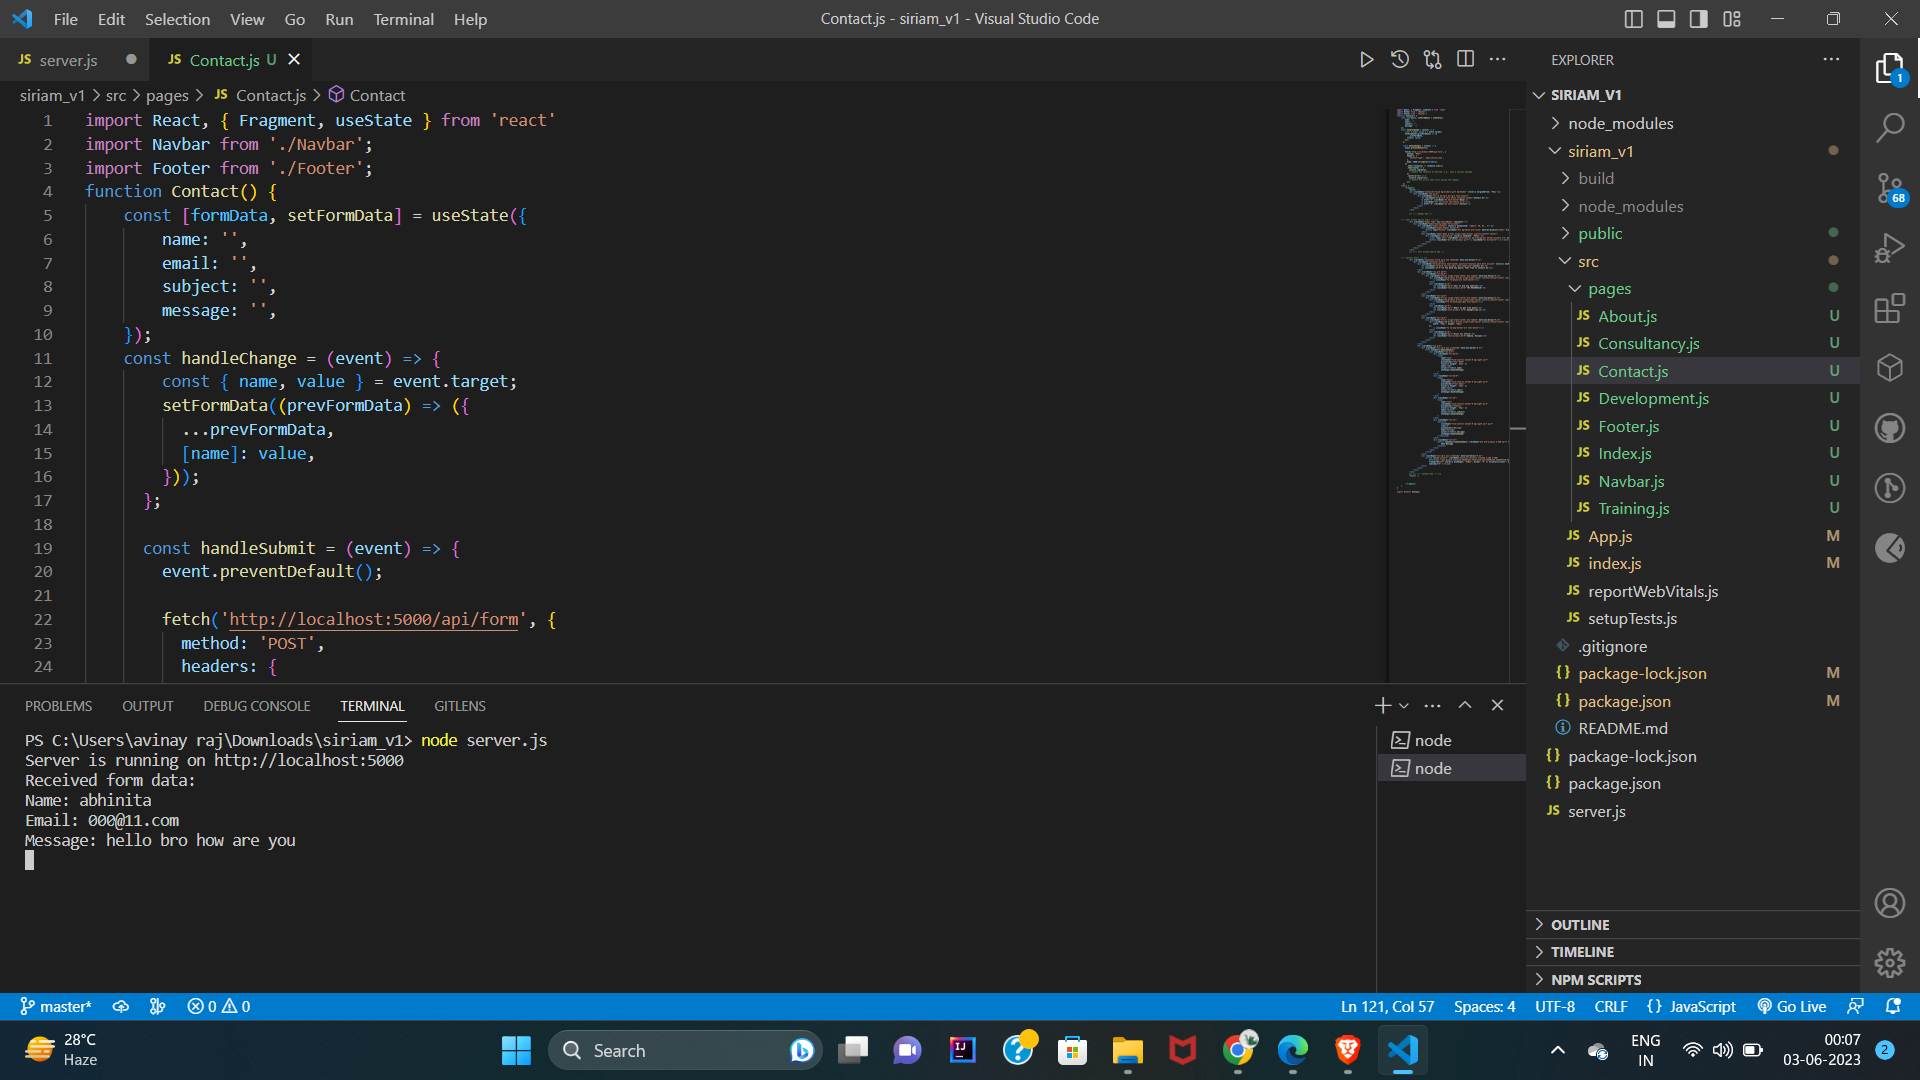 File Edit Selection View Go Run Terminal Help
Contact.js - siriam_v1 - Visual Studio Code
JS server.js
JS Contact.js U
siriam_v1 > src > pages > JS Contact.js > Contact
1 import React, { Fragment, useState } from 'react'
2 import Navbar from './Navbar';
3 import Footer from './Footer';
4 function Contact() {
5 const [formData, setFormData] = useState({
6 name: '',
7 email: '',
8 subject: '',
9 message: '',
10 });
11 const handleChange = (event) => {
12 const { name, value } = event.target;
13 setFormData((prevFormData) => ({
14 ...prevFormData,
15 [name]: value,
16 }));
17 };
18
19 const handleSubmit = (event) => {
20 event.preventDefault();
21
22 fetch('http://localhost:5000/api/form', {
23 method: 'POST',
24 headers: {
PROBLEMS OUTPUT DEBUG CONSOLE TERMINAL GITLENS
PS C:\Users\avinay raj\Downloads\siriam_v1> node server.js
Server is running on http://localhost:5000
Received form data:
Name: abhinita
Email: 000@11.com
Message: hello bro how are you
node
node
EXPLORER
SIRIAM_V1
node_modules
siriam_v1
build
node_modules
public
src
pages
JS About.js U
JS Consultancy.js U
JS Contact.js U
JS Development.js U
JS Footer.js U
JS Index.js U
JS Navbar.js U
JS Training.js U
JS App.js M
JS index.js M
JS reportWebVitals.js
JS setupTests.js
.gitignore
{} package-lock.json M
{} package.json M
README.md
{} package-lock.json
{} package.json
JS server.js
OUTLINE
TIMELINE
NPM SCRIPTS
1
68
master* 0 0
Ln 121, Col 57 Spaces: 4 UTF-8 CRLF {} JavaScript Go Live
28°C
Haze
Search
IJ
ENG
IN
00:07
03-06-2023
2